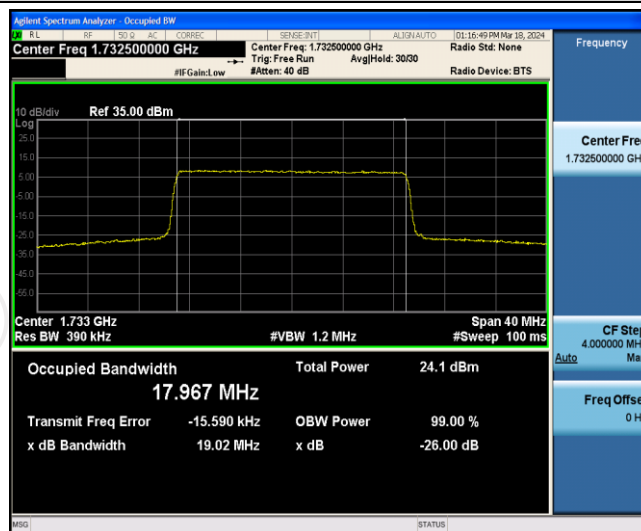 Agilent Spectrum Analyzer - Occupied BW
RL RF 50 Ω AC CORREC SENSE:INT ALIGNAUTO 01:16:49 PM Mar 18, 2024
Center Freq 1.732500000 GHz
Center Freq: 1.732500000 GHz
Radio Std: None
Trig: Free Run Avg|Hold: 30/30
#IFGain:Low #Atten: 40 dB Radio Device: BTS
10 dB/div Ref 35.00 dBm
Log
25.0
15.0
5.00
-5.00
-15.0
-25.0
-35.0
-45.0
-55.0
Center 1.733 GHz Span 40 MHz
Res BW 390 kHz #VBW 1.2 MHz #Sweep 100 ms
Occupied Bandwidth Total Power 24.1 dBm
17.967 MHz
Transmit Freq Error -15.590 kHz OBW Power 99.00 %
x dB Bandwidth 19.02 MHz x dB -26.00 dB
MSG STATUS
Frequency
Center Fre
1.732500000 GH
CF Ste
4.000000 MH
Auto Ma
Freq Offse
0 H